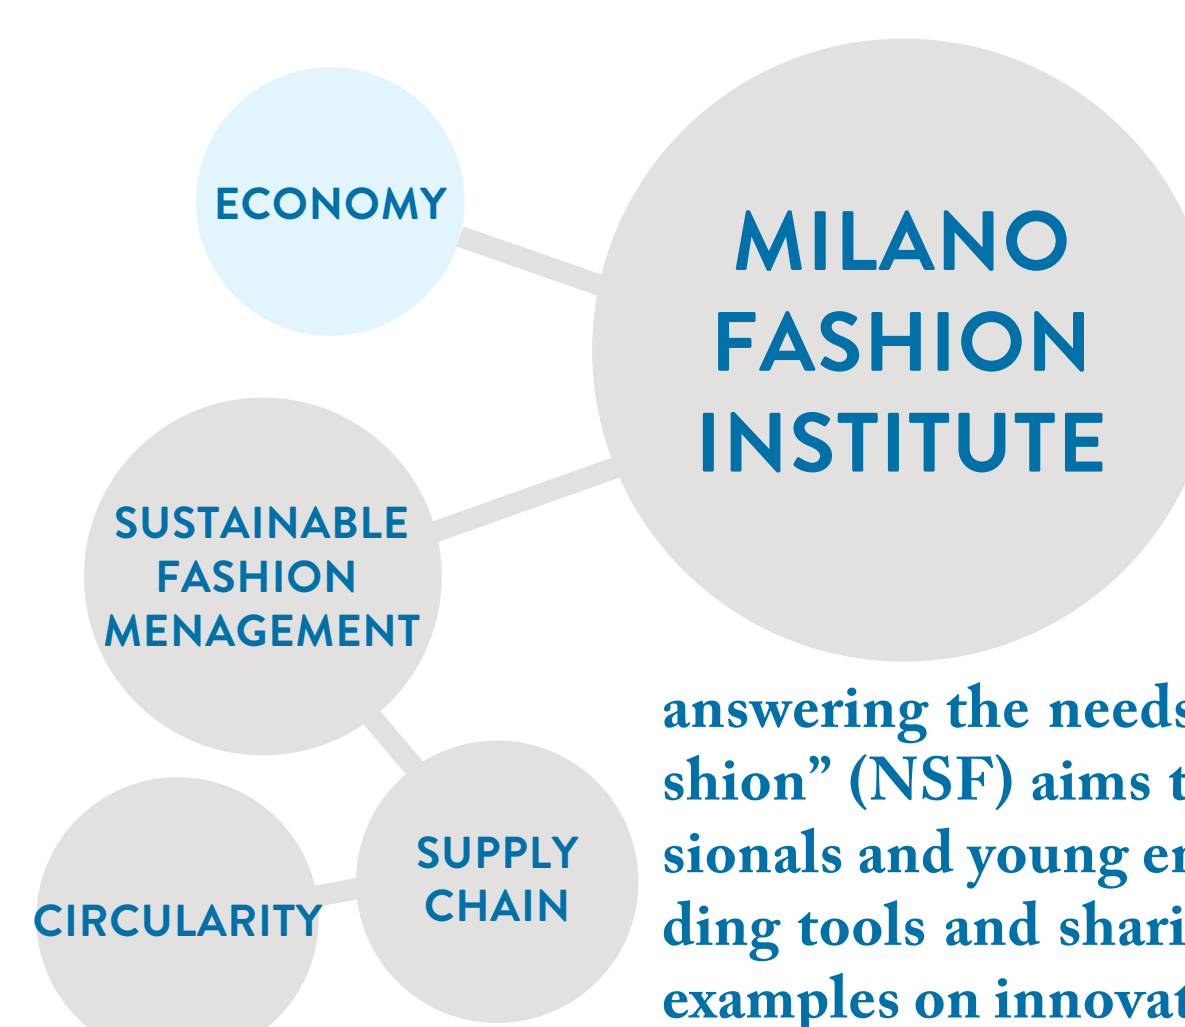 ECONOMY
MILANO
FASHION
INSTITUTE
SUSTAINABLE
FASHION
MENAGEMENT
SUPPLY
CHAIN
CIRCULARITY
answering the needs
shion” (NSF) aims t
sionals and young e
ding tools and shari
examples on innovat